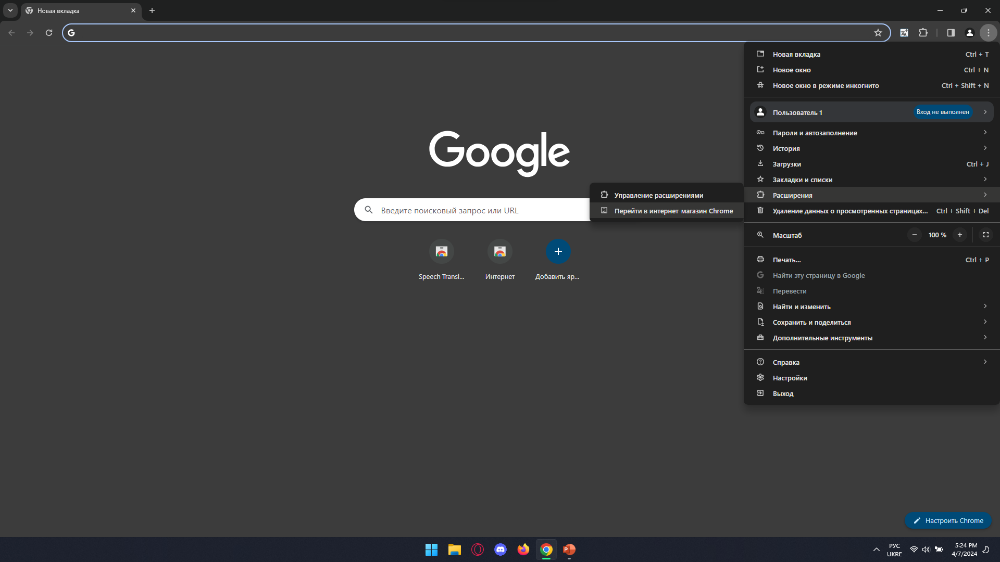 Новая вкладка
Новая вкладка Ctrl + T
Новое окно Ctrl + N
Новое окно в режиме инкогнито Ctrl + Shift + N
Пользователь 1 Вход не выполнен
Пароли и автозаполнение
История
Загрузки Ctrl + J
Закладки и списки
Расширения
Удаление данных о просмотренных страницах... Ctrl + Shift + Del
Масштаб 100 %
Печать... Ctrl + P
Найти эту страницу в Google
Перевести
Найти и изменить
Сохранить и поделиться
Дополнительные инструменты
Справка
Настройки
Выход
Управление расширениями
Перейти в интернет-магазин Chrome
Google
Введите поисковый запрос или URL
Speech Transl... Интернет Добавить яр...
Настроить Chrome
РУС
UKRE
5:24 PM
4/7/2024